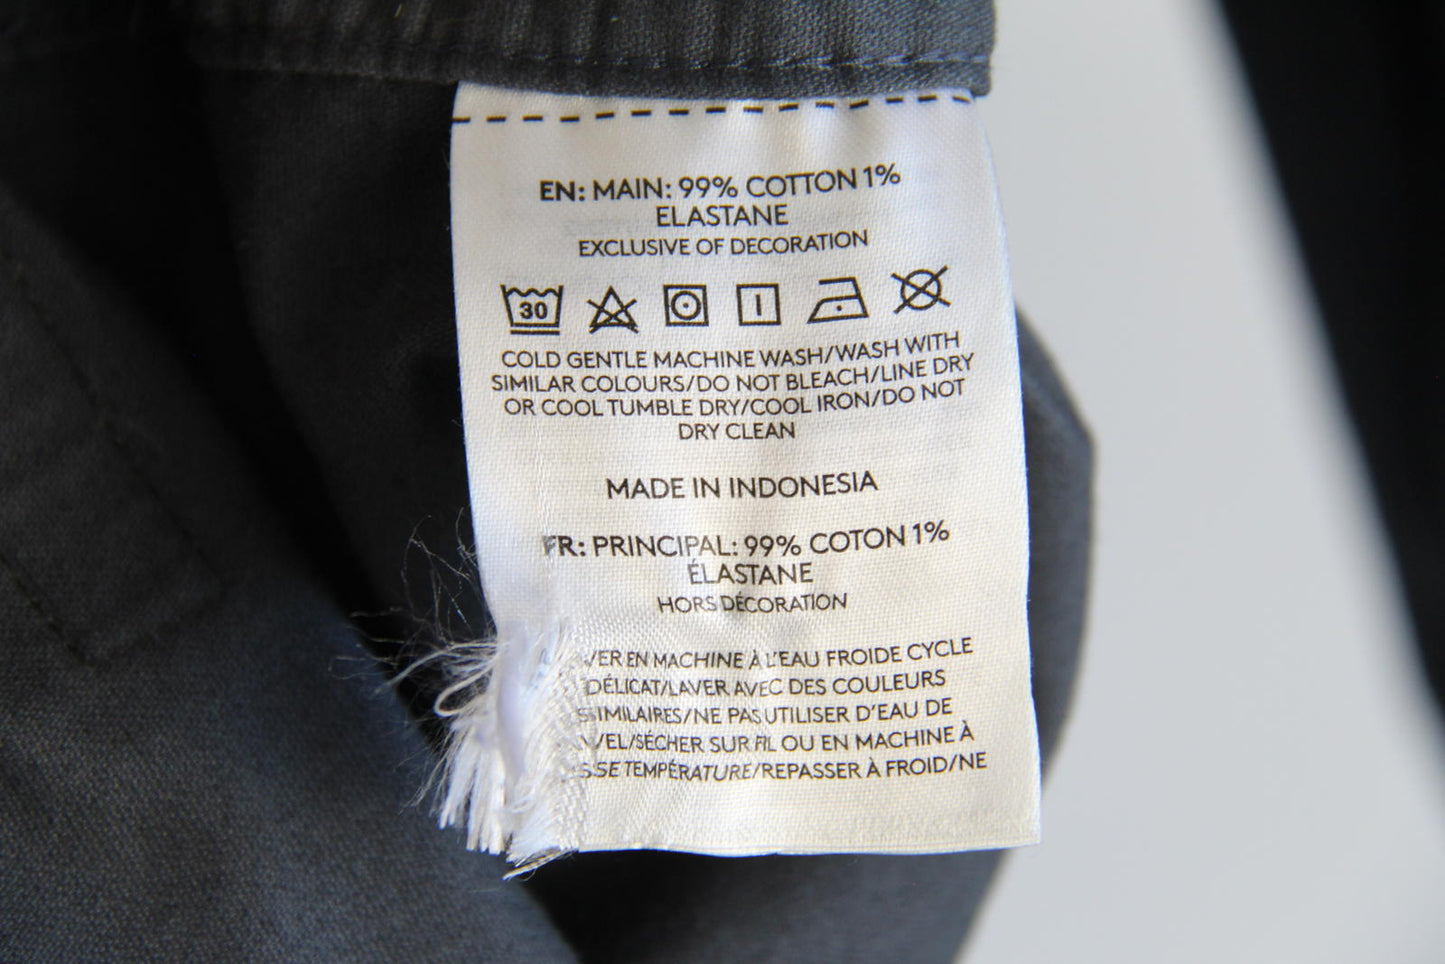 EN: MAIN: 99% COTTON 1%
ELASTANE
EXCLUSIVE OF DECORATION
30
COLD GENTLE MACHINE WASH/WASH WITH
SIMILAR COLOURS/DO NOT BLEACH/LINE DRY
OR COOL TUMBLE DRY/COOL IRON/DO NOT
DRY CLEAN
MADE IN INDONESIA
FR: PRINCIPAL: 99% COTON 1%
ÉLASTANE
HORS DÉCORATION
EN MACHINE À L'EAU FROIDE CYCLE
DÉLICAT/LAVER AVEC DES COULEURS
SIMILAIRES/NE PAS UTILISER D'EAU DE
/SÉCHER SUR FIL OU EN MACHINE À
TEMPÉRATURE/REPASSER À FROID/NE